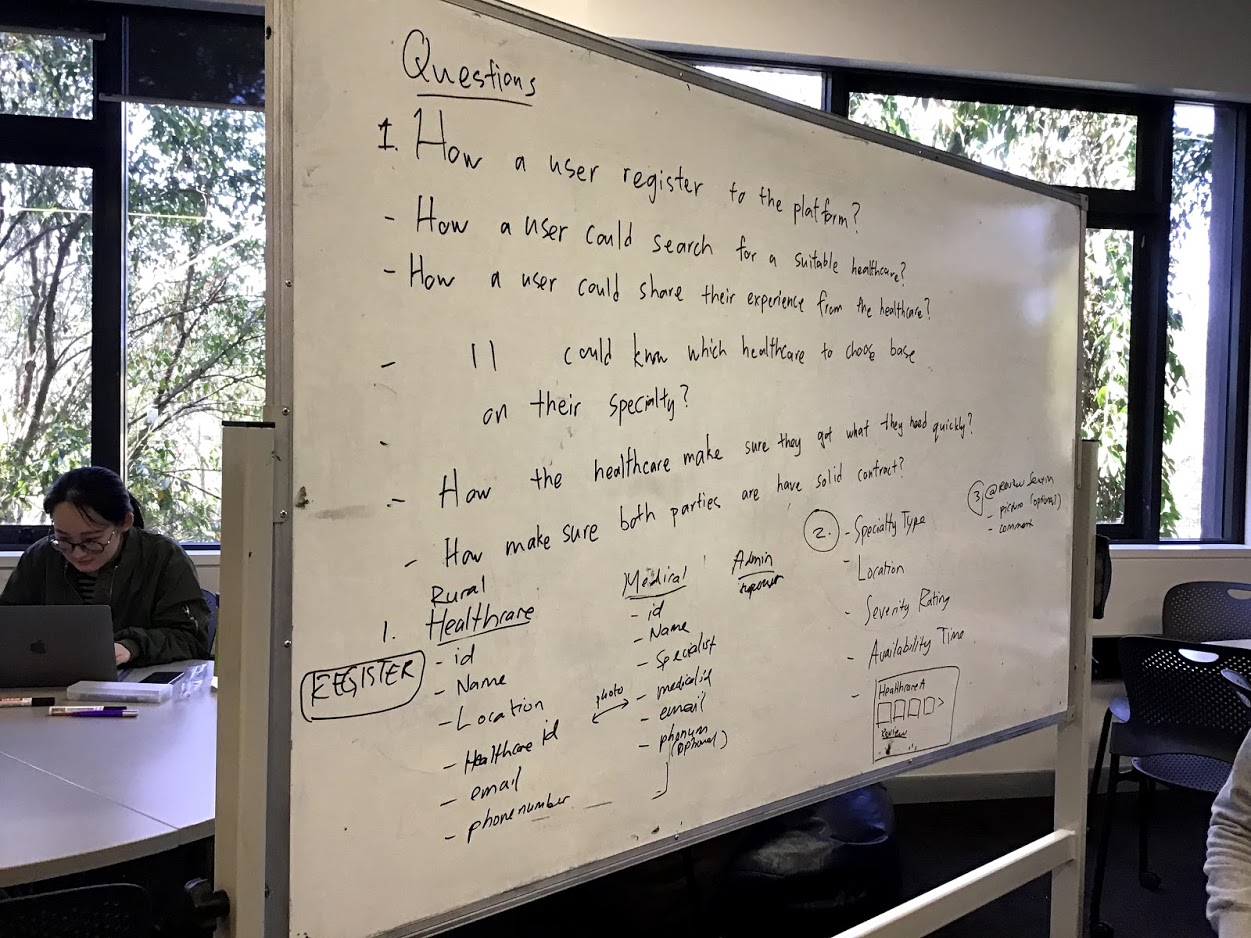 Questions
1. How a user register to the platform?
- How a user could search for a suitable healthcare?
- How a user could share their experience from the healthcare?
- 11 could know which healthcare to choose base
on their specialty?
-
- How the healthcare make sure they got what they need quickly?
- How make sure both parties are have solid contract?
Rural
1. Healthcare
REGISTER
- id
- Name
- Location
- Healthcare id
- email
- phone number
Medical
- id
- Name
- Specialist
- medical id
- email
- phonenum
(optional)
photo
Admin
2. - Specialty Type
- Location
- Severity Rating
- Availability Time
-
Healthcare A
>
Review
3) @ Review Section
- picture (optional)
- comment